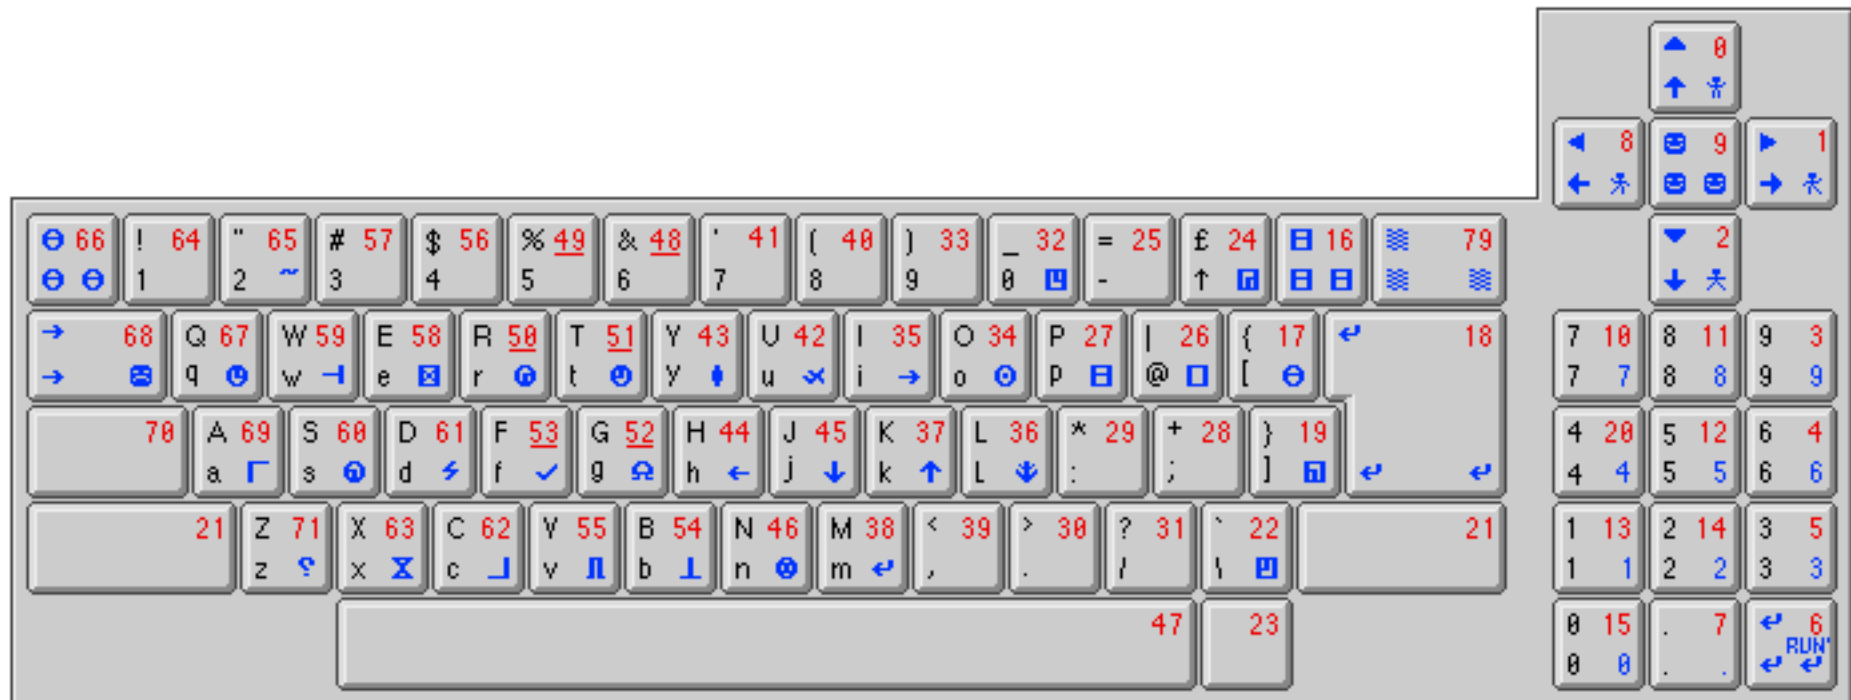 0
8 9 1
66 ! 64 " 65 # 57 $ 56 % 49 & 48 ' 41 ( 40 ) 33 _ 32 = 25 £ 24 16 79 2
1 2 ~ 3 4 5 6 7 8 9 0 - ↑
→ 68 Q 67 W 59 E 58 R 50 T 51 Y 43 U 42 I 35 O 34 P 27 | 26 { 17 18 7 10 8 11 9 3
→ q w e r t y u i → o p @ [ 7 7 8 8 9 9
70 A 69 S 60 D 61 F 53 G 52 H 44 J 45 K 37 L 36 * 29 + 28 } 19 4 20 5 12 6 4
a s d f g Ω h ← j ↓ k ↑ L : ; ] 4 4 5 5 6 6
21 Z 71 X 63 C 62 V 55 B 54 N 46 M 38 < 39 > 30 ? 31 ` 22 21 1 13 2 14 3 5
z x c v b n m , . / \ 1 1 2 2 3 3
47 23 0 15 . 7 6
RUN"
0 0 . .